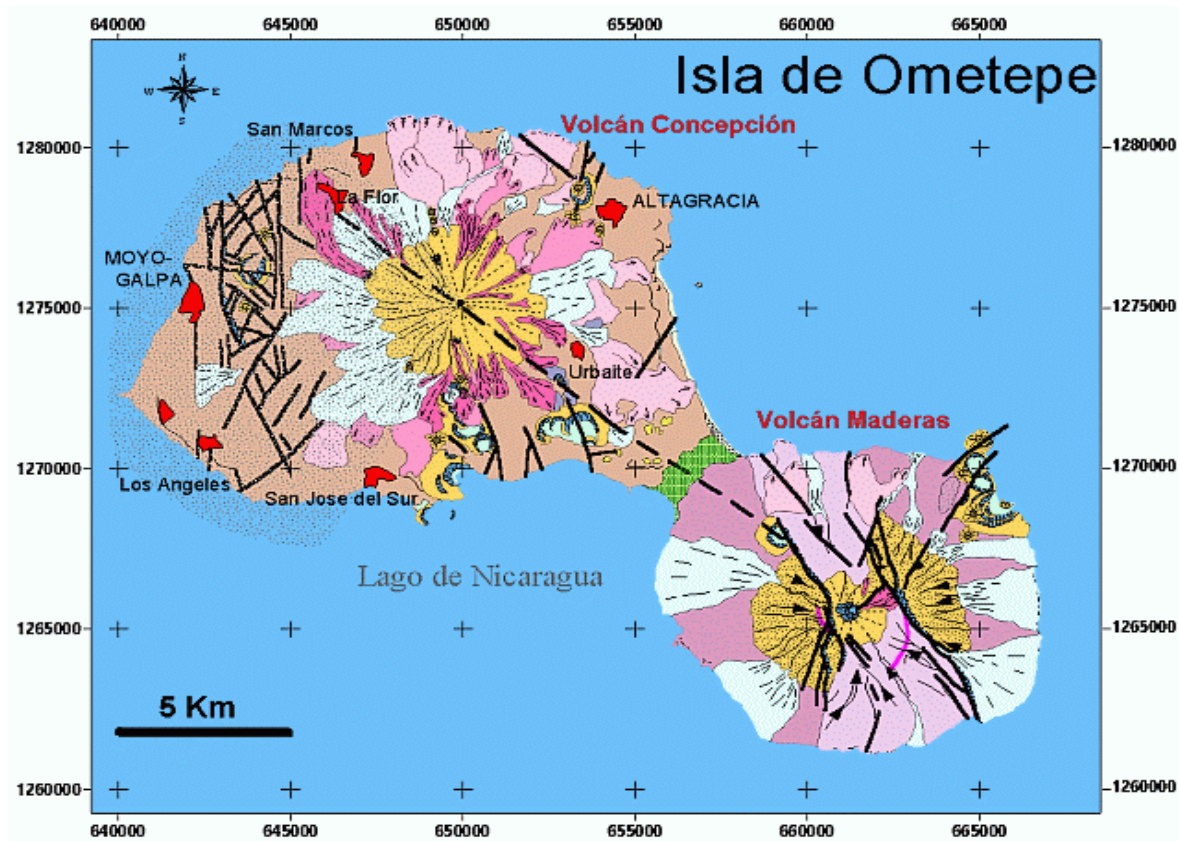 640000 645000 650000 655000 660000 665000
Isla de Ometepe
N
W E
S
San Marcos
Volcán Concepción
1280000 1280000
La Flor
ALTAGRACIA
MOYO-
GALPA
1275000 1275000
Urbaite
Volcán Maderas
1270000 1270000
Los Angeles
San Jose del Sur
Lago de Nicaragua
1265000 1265000
5 Km
1260000 1260000
640000 645000 650000 655000 660000 665000